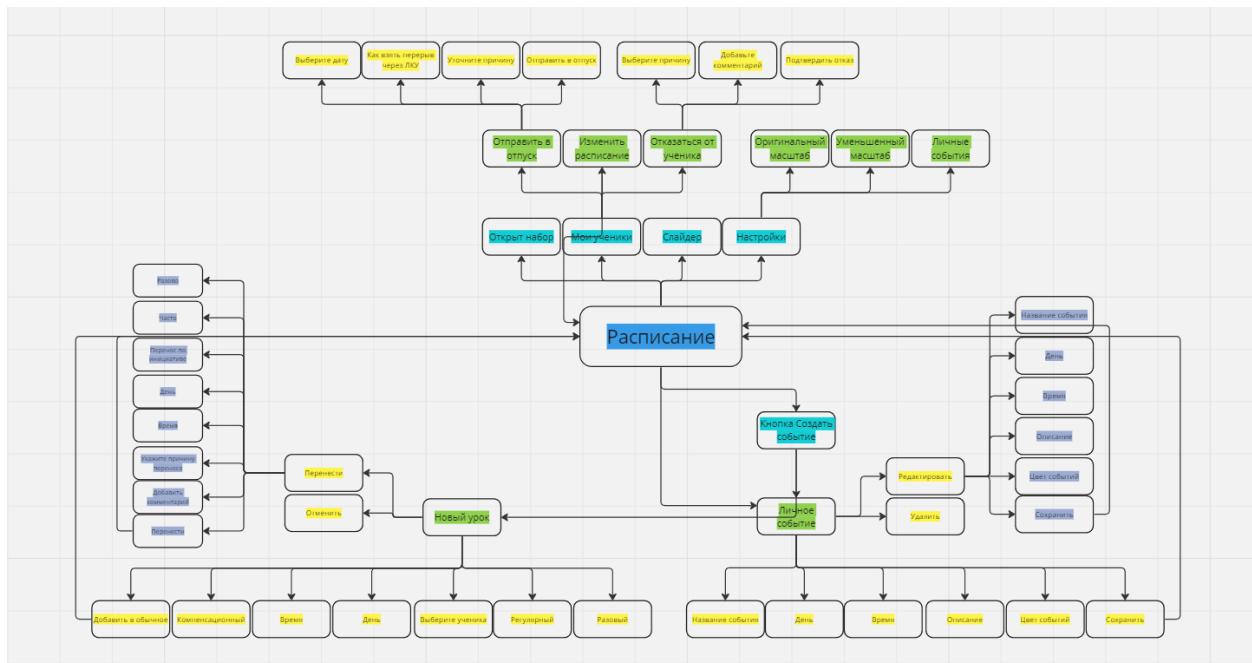 Выберите дату
Как взять перерыв
через ЛКУ
Уточните причину
Отправить в отпуск
Выберите причину
Добавьте
комментарий
Подтвердить отказ
Отправить в
отпуск
Изменить
расписание
Отказаться от
ученика
Оригинальный
масштаб
Уменьшенный
масштаб
Личные
события
Открыт набор
Мои ученики
Слайдер
Настройки
Разово
Часто
Перенос по
инициативе
День
Время
Укажите причину
переноса
Добавить
комментарий
Перенести
Расписание
Название события
День
Время
Описание
Цвет событий
Сохранить
Кнопка Создать
событие
Перенести
Отменить
Новый урок
Личное
событие
Редактировать
Удалить
Добавить в обычное
Компенсационный
Время
День
Выберите ученика
Регулярный
Разовый
Название события
День
Время
Описание
Цвет событий
Сохранить